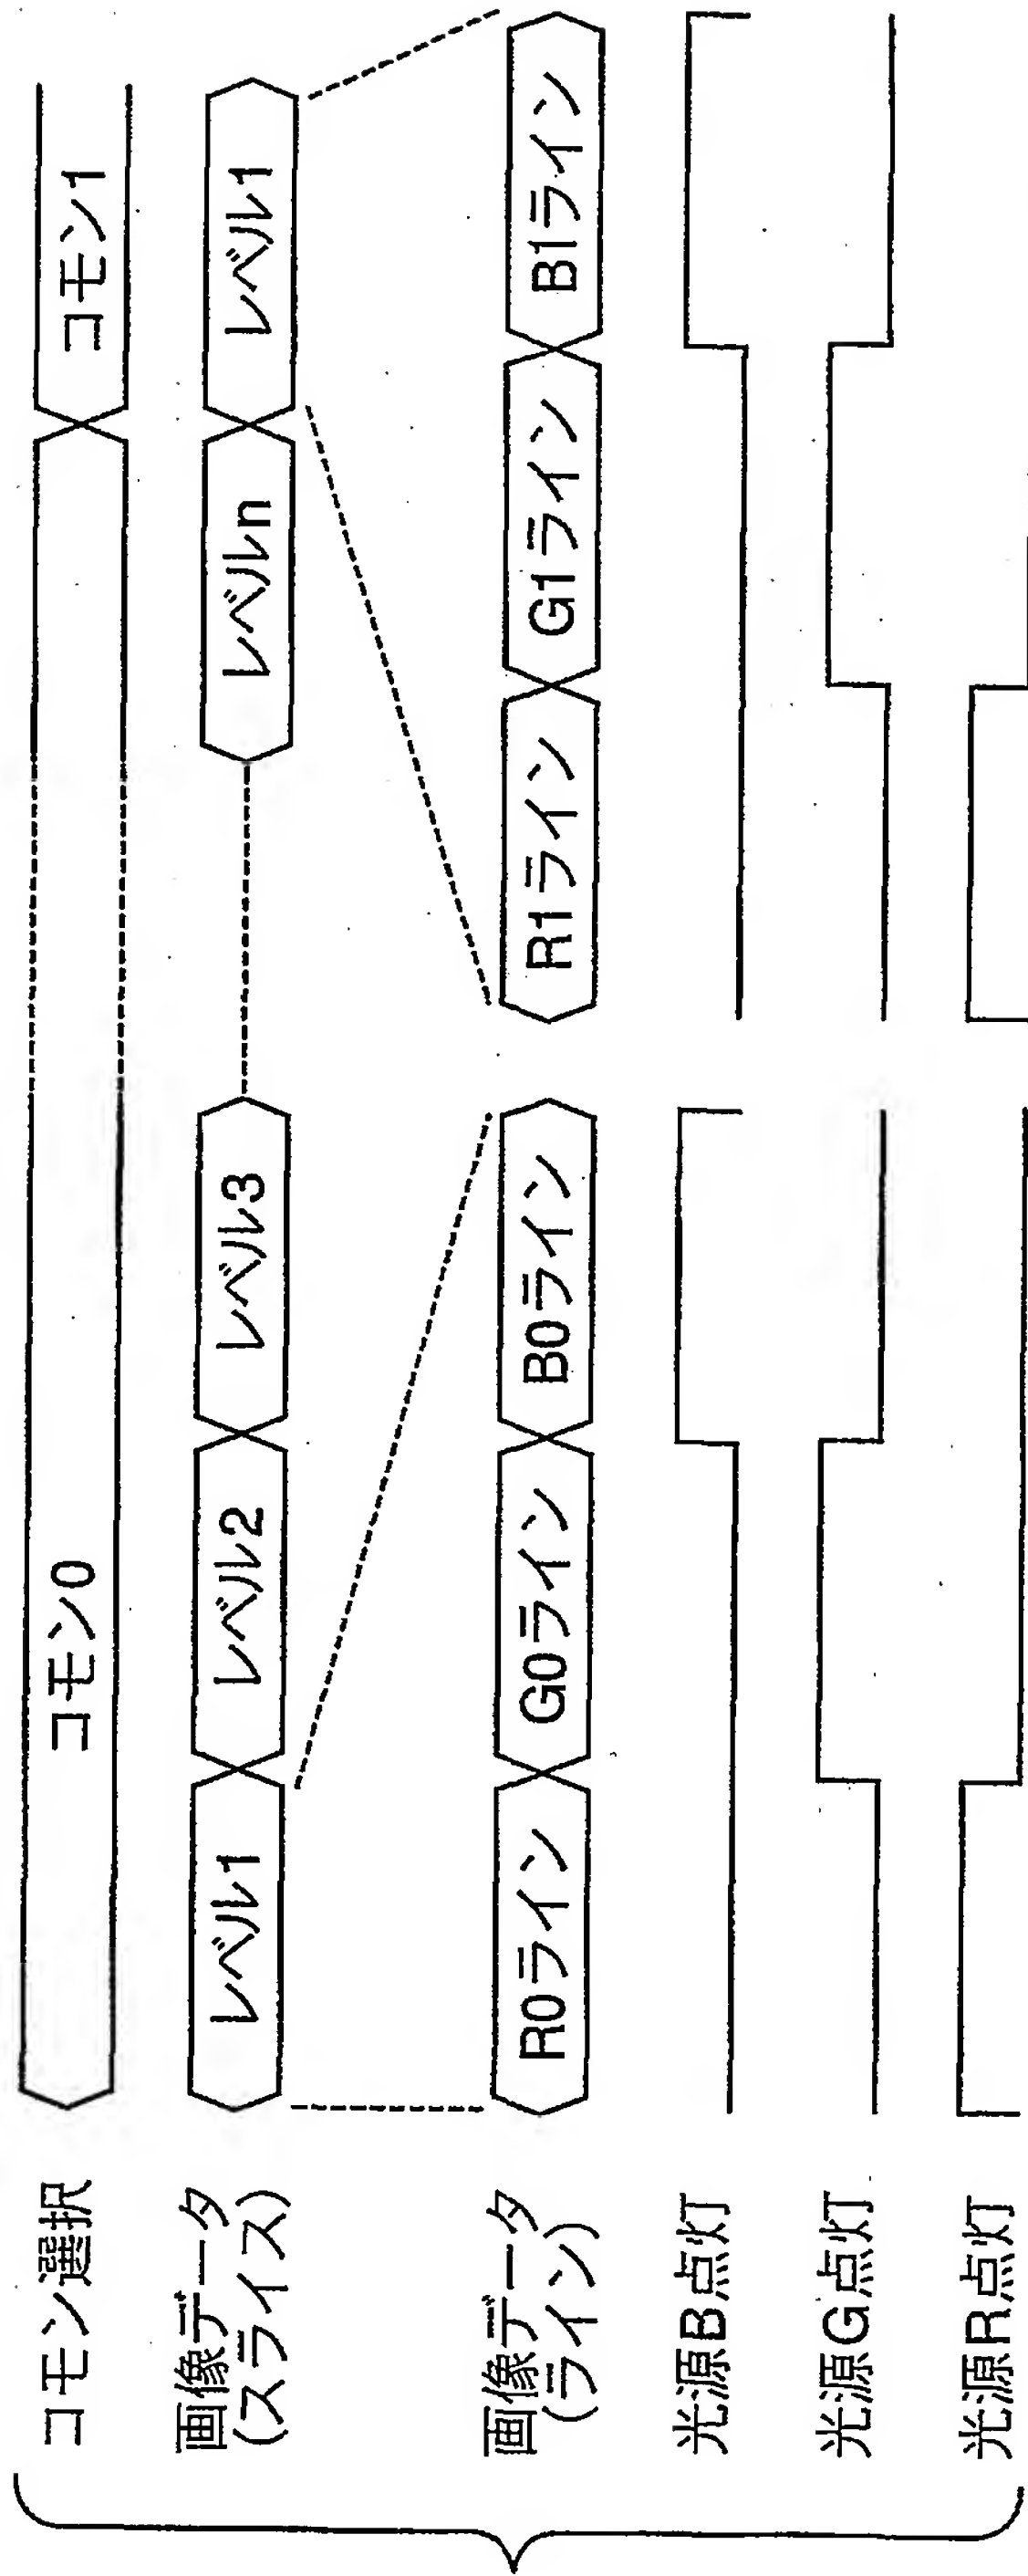 コモン選択
コモン0
コモン1
画像データ
(スライス)
レベル1
レベル2
レベル3
レベルn
レベル1
画像データ
(ライン)
R0ライン
G0ライン
B0ライン
R1ライン
G1ライン
B1ライン
光源B点灯
光源G点灯
光源R点灯